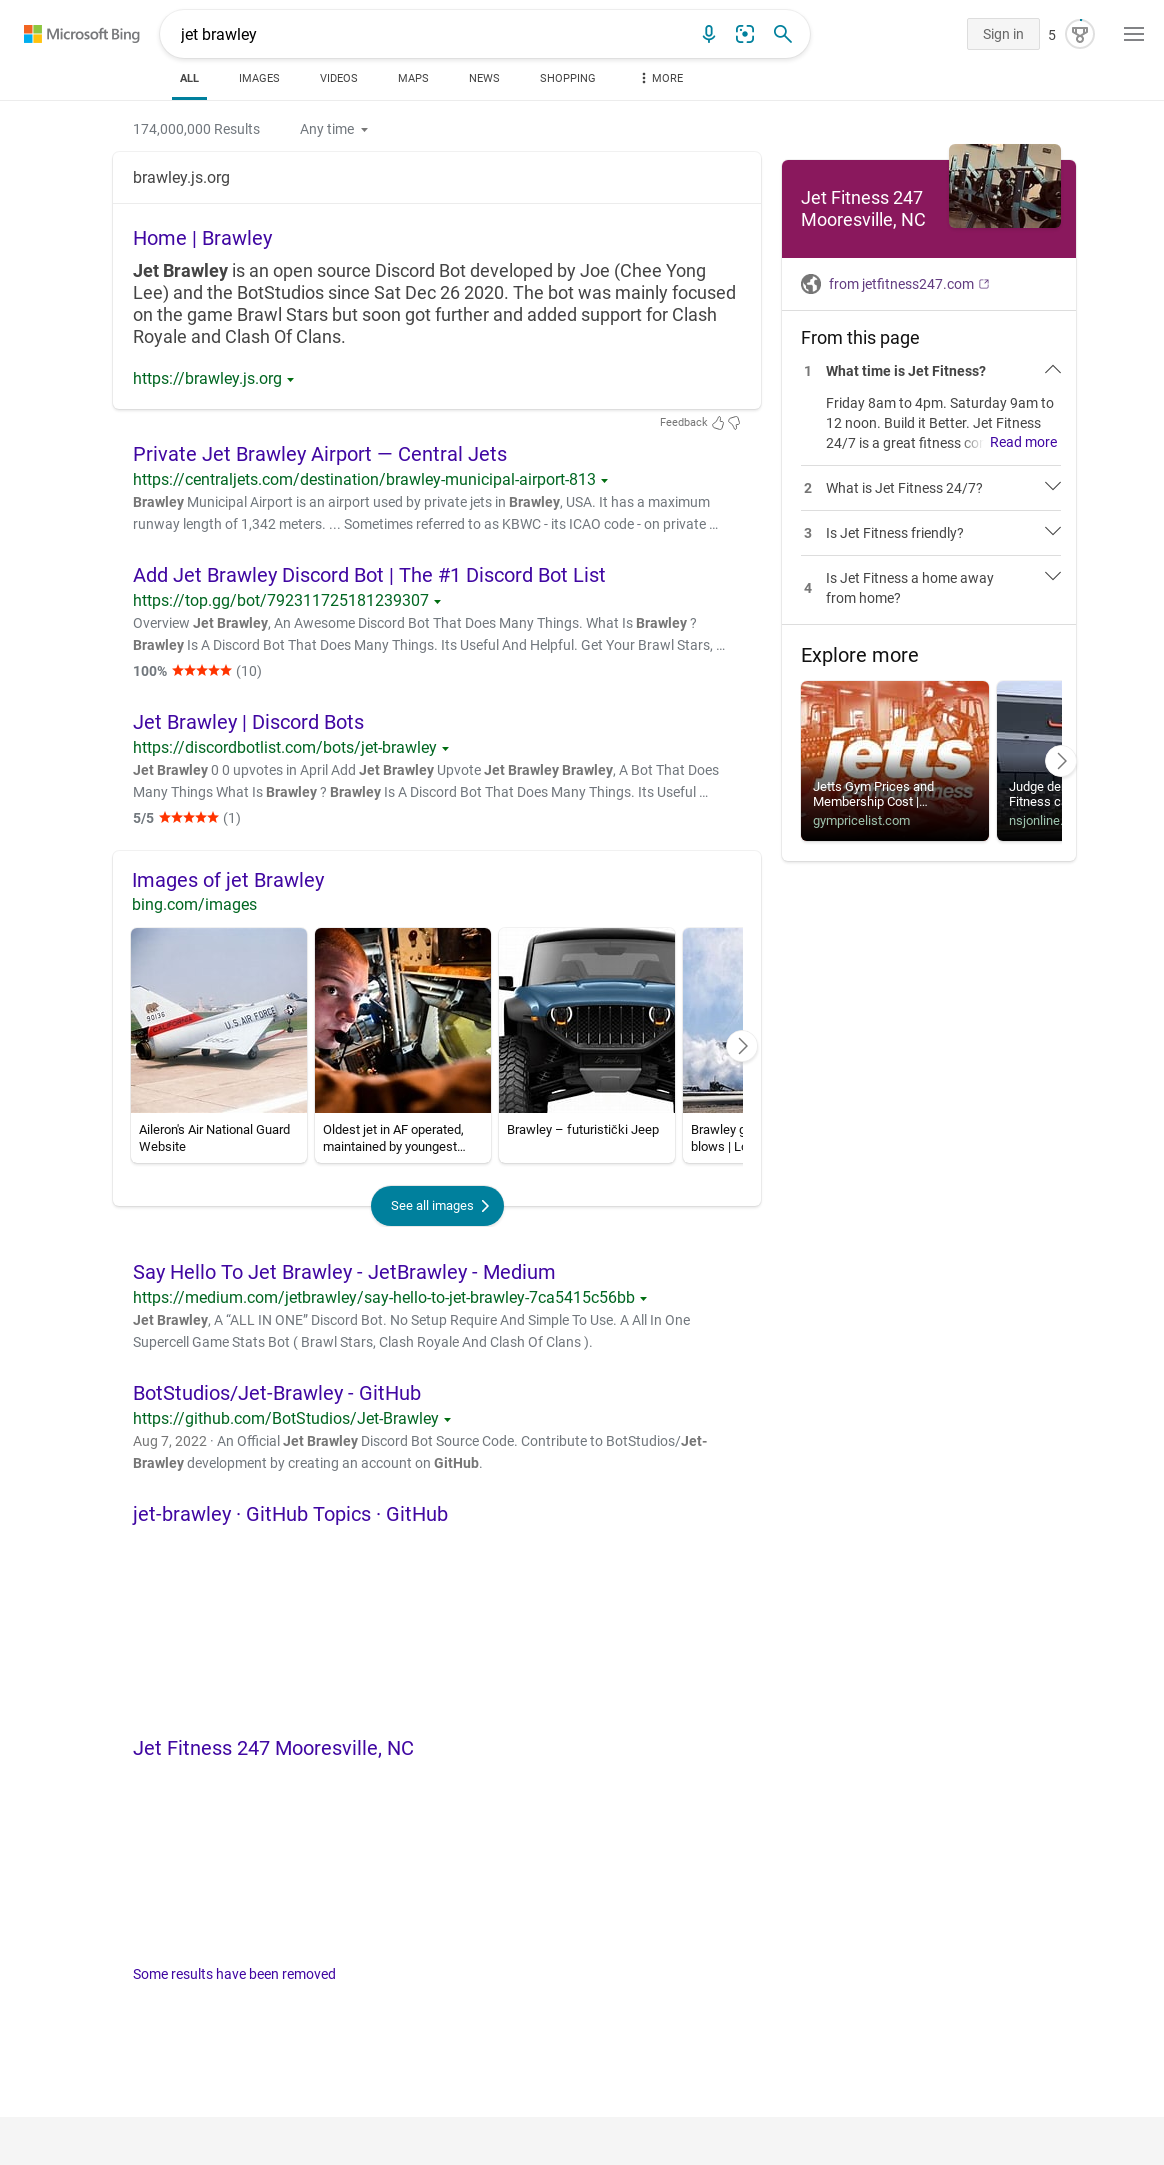 Microsoft Bing
jet brawley
Sign in
5
ALL
IMAGES
VIDEOS
MAPS
NEWS
SHOPPING
MORE
174,000,000 Results
Any time
brawley.js.org
Home | Brawley
Jet Brawley is an open source Discord Bot developed by Joe (Chee Yong
Lee) and the BotStudios since Sat Dec 26 2020. The bot was mainly focused
on the game Brawl Stars but soon got further and added support for Clash
Royale and Clash Of Clans.
https://brawley.js.org
Feedback
Private Jet Brawley Airport — Central Jets
https://centraljets.com/destination/brawley-municipal-airport-813
Brawley Municipal Airport is an airport used by private jets in Brawley, USA. It has a maximum
runway length of 1,342 meters. ... Sometimes referred to as KBWC - its ICAO code - on private …
Add Jet Brawley Discord Bot | The #1 Discord Bot List
https://top.gg/bot/792311725181239307
Overview Jet Brawley, An Awesome Discord Bot That Does Many Things. What Is Brawley ?
Brawley Is A Discord Bot That Does Many Things. Its Useful And Helpful. Get Your Brawl Stars, …
100% ★★★★★ (10)
Jet Brawley | Discord Bots
https://discordbotlist.com/bots/jet-brawley
Jet Brawley 0 0 upvotes in April Add Jet Brawley Upvote Jet Brawley Brawley, A Bot That Does
Many Things What Is Brawley ? Brawley Is A Discord Bot That Does Many Things. Its Useful …
5/5 ★★★★★ (1)
Images of jet Brawley
bing.com/images
90136
CALIFORNIA
U.S. AIR FORCE
Brawley
Aileron's Air National Guard
Website
Oldest jet in AF operated,
maintained by youngest…
Brawley – futuristički Jeep
Brawley g
blows | Lo
See all images
Say Hello To Jet Brawley - JetBrawley - Medium
https://medium.com/jetbrawley/say-hello-to-jet-brawley-7ca5415c56bb
Jet Brawley, A “ALL IN ONE” Discord Bot. No Setup Require And Simple To Use. A All In One
Supercell Game Stats Bot ( Brawl Stars, Clash Royale And Clash Of Clans ).
BotStudios/Jet-Brawley - GitHub
https://github.com/BotStudios/Jet-Brawley
Aug 7, 2022 · An Official Jet Brawley Discord Bot Source Code. Contribute to BotStudios/Jet-
Brawley development by creating an account on GitHub.
jet-brawley · GitHub Topics · GitHub
Jet Fitness 247 Mooresville, NC
Some results have been removed
Jet Fitness 247
Mooresville, NC
from jetfitness247.com
From this page
1 What time is Jet Fitness?
Friday 8am to 4pm. Saturday 9am to
12 noon. Build it Better. Jet Fitness
24/7 is a great fitness co Read more
2 What is Jet Fitness 24/7?
3 Is Jet Fitness friendly?
4 Is Jet Fitness a home away
from home?
Explore more
jetts
24 hour fitness
Jetts Gym Prices and
Membership Cost |…
gympricelist.com
Judge de
Fitness c
nsjonline.